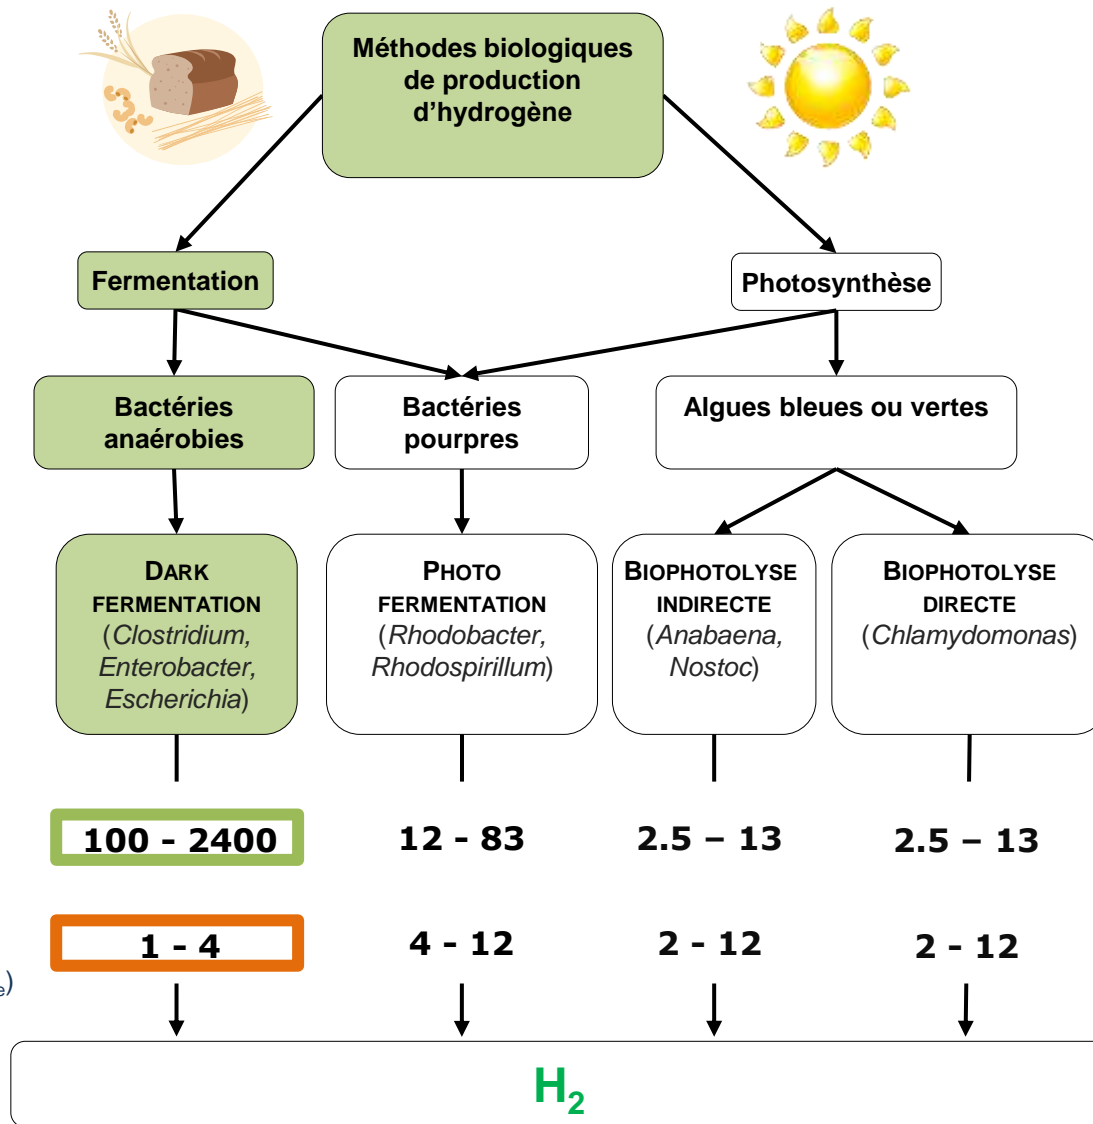 Méthodes biologiques
de production
d’hydrogène
Fermentation
Photosynthèse
Bactéries
anaérobies
Bactéries
pourpres
Algues bleues ou vertes
DARK
FERMENTATION
(Clostridium,
Enterobacter,
Escherichia)
PHOTO
FERMENTATION
(Rhodobacter,
Rhodospirillum)
BIOPHOTOLYSE
INDIRECTE
(Anabaena,
Nostoc)
BIOPHOTOLYSE
DIRECTE
(Chlamydomonas)
100 - 2400
12 - 83
2.5 – 13
2.5 – 13
1 - 4
4 - 12
2 - 12
2 - 12
e)
H₂